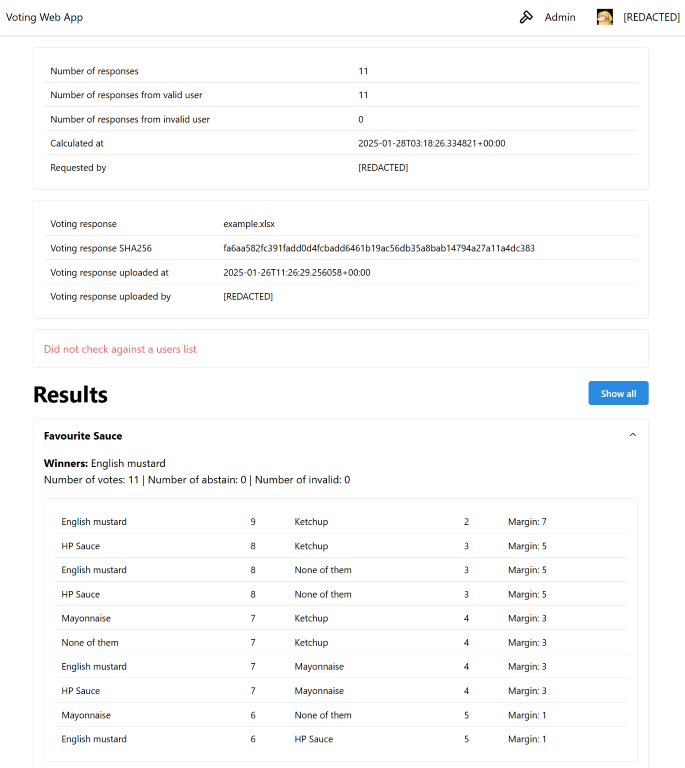 Voting Web App Admin [REDACTED]
Number of responses 11
Number of responses from valid user 11
Number of responses from invalid user 0
Calculated at 2025-01-28T03:18:26.334821+00:00
Requested by [REDACTED]
Voting response example.xlsx
Voting response SHA256 fa6aa582fc391fadd0d4fcbadd6461b19ac56db35a8bab14794a27a11a4dc383
Voting response uploaded at 2025-01-26T11:26:29.256058+00:00
Voting response uploaded by [REDACTED]
Did not check against a users list
Results Show all
Favourite Sauce
Winners: English mustard
Number of votes: 11 | Number of abstain: 0 | Number of invalid: 0
English mustard 9 Ketchup 2 Margin: 7
HP Sauce 8 Ketchup 3 Margin: 5
English mustard 8 None of them 3 Margin: 5
HP Sauce 8 None of them 3 Margin: 5
Mayonnaise 7 Ketchup 4 Margin: 3
None of them 7 Ketchup 4 Margin: 3
English mustard 7 Mayonnaise 4 Margin: 3
HP Sauce 7 Mayonnaise 4 Margin: 3
Mayonnaise 6 None of them 5 Margin: 1
English mustard 6 HP Sauce 5 Margin: 1